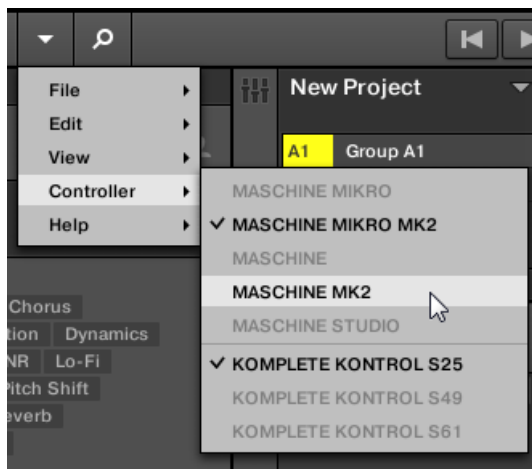 File
Edit
View
Controller
Help
New Project
A1 Group A1
MASCHINE MIKRO
MASCHINE MIKRO MK2
MASCHINE
MASCHINE MK2
MASCHINE STUDIO
KOMPLETE KONTROL S25
KOMPLETE KONTROL S49
KOMPLETE KONTROL S61
Chorus
tion Dynamics
NR Lo-Fi
Pitch Shift
everb